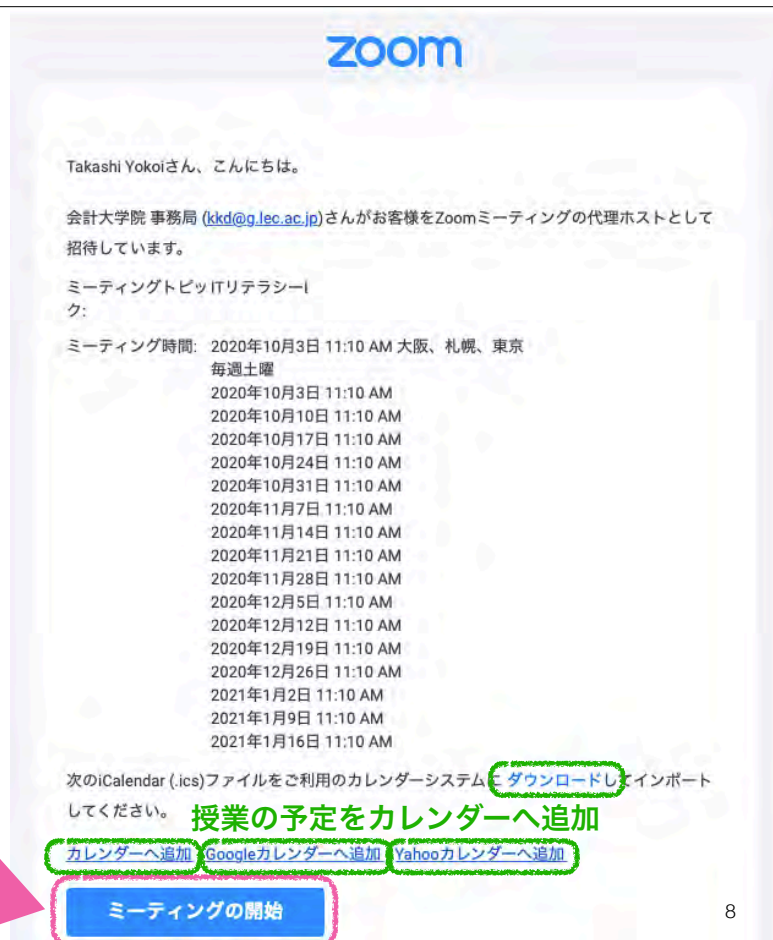 zoom
Takashi Yokoiさん、こんにちは。
会計大学院 事務局 (kkd@g.lec.ac.jp)さんがお客様をZoomミーティングの代理ホストとして
招待しています。
ミーティングトピッ ITリテラシーI
ク:
ミーティング時間: 2020年10月3日 11:10 AM 大阪、札幌、東京
毎週土曜
2020年10月3日 11:10 AM
2020年10月10日 11:10 AM
2020年10月17日 11:10 AM
2020年10月24日 11:10 AM
2020年10月31日 11:10 AM
2020年11月7日 11:10 AM
2020年11月14日 11:10 AM
2020年11月21日 11:10 AM
2020年11月28日 11:10 AM
2020年12月5日 11:10 AM
2020年12月12日 11:10 AM
2020年12月19日 11:10 AM
2020年12月26日 11:10 AM
2021年1月2日 11:10 AM
2021年1月9日 11:10 AM
2021年1月16日 11:10 AM
次のiCalendar (.ics)ファイルをご利用のカレンダーシステムに ダウンロードしてインポート
してください。
授業の予定をカレンダーへ追加
カレンダーへ追加 Googleカレンダーへ追加 Yahooカレンダーへ追加
ミーティングの開始
8